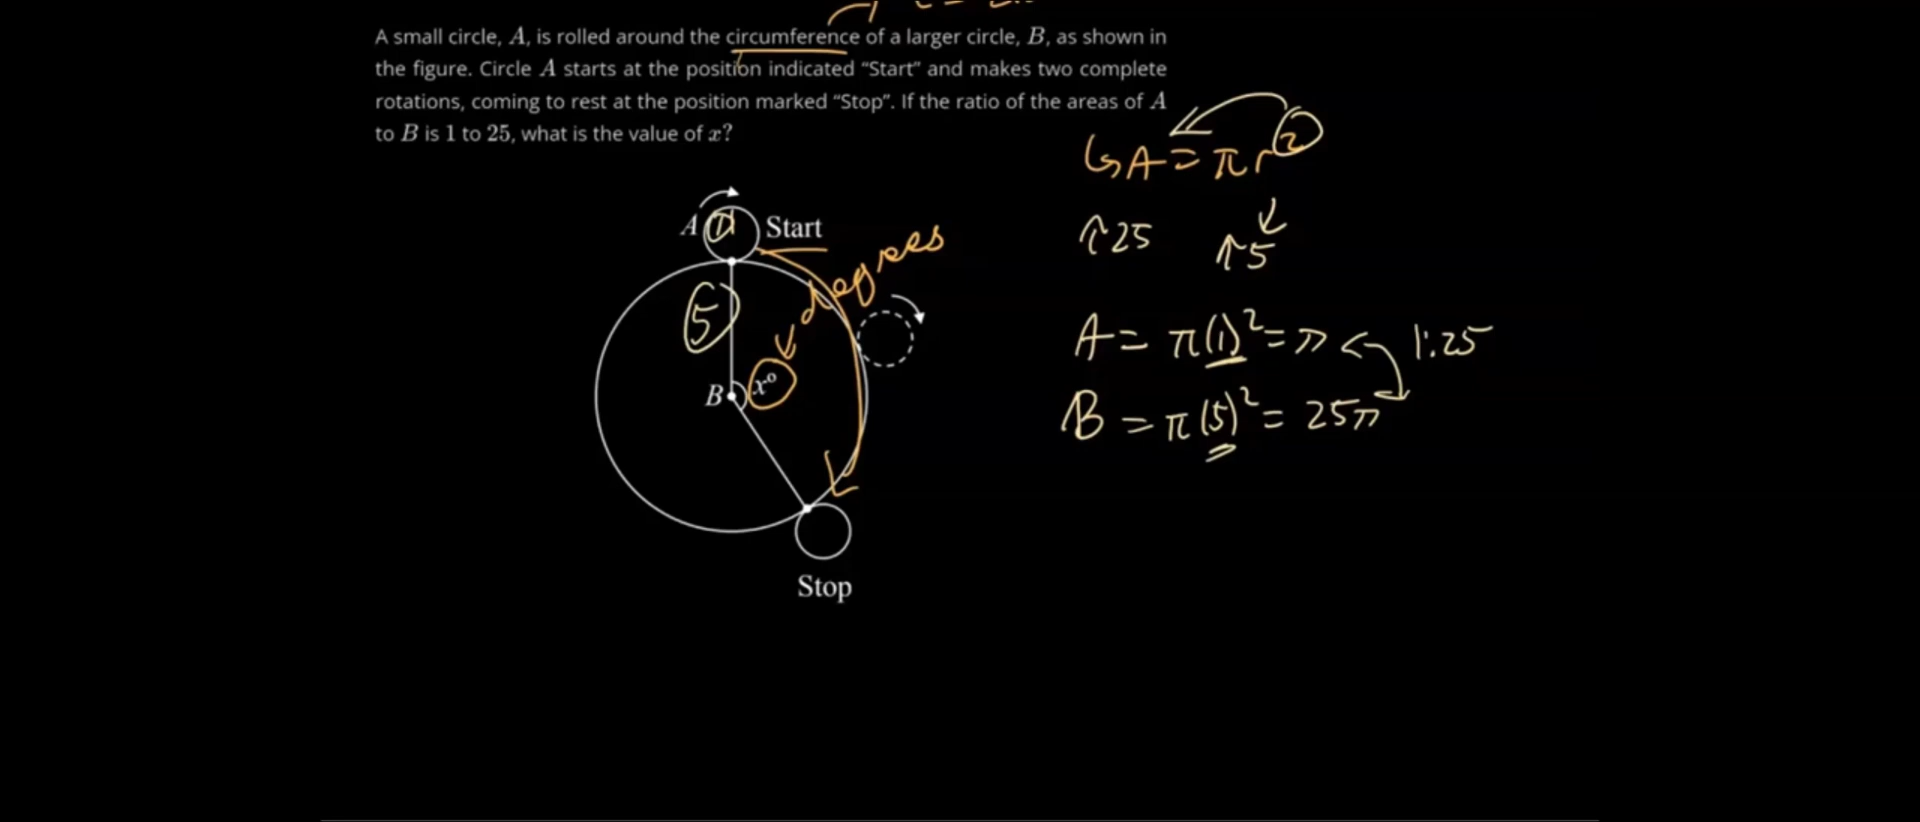 A small circle, A, is rolled around the circumference of a larger circle, B, as shown in
the figure. Circle A starts at the position indicated “Start” and makes two complete
rotations, coming to rest at the position marked “Stop”. If the ratio of the areas of A
to B is 1 to 25, what is the value of x?
↳ A = πr²
A 1 Start
↑25 ↑5
degrees
5
A = π(1)² = π 1:25
B x°
B = π(5)² = 25π
Stop